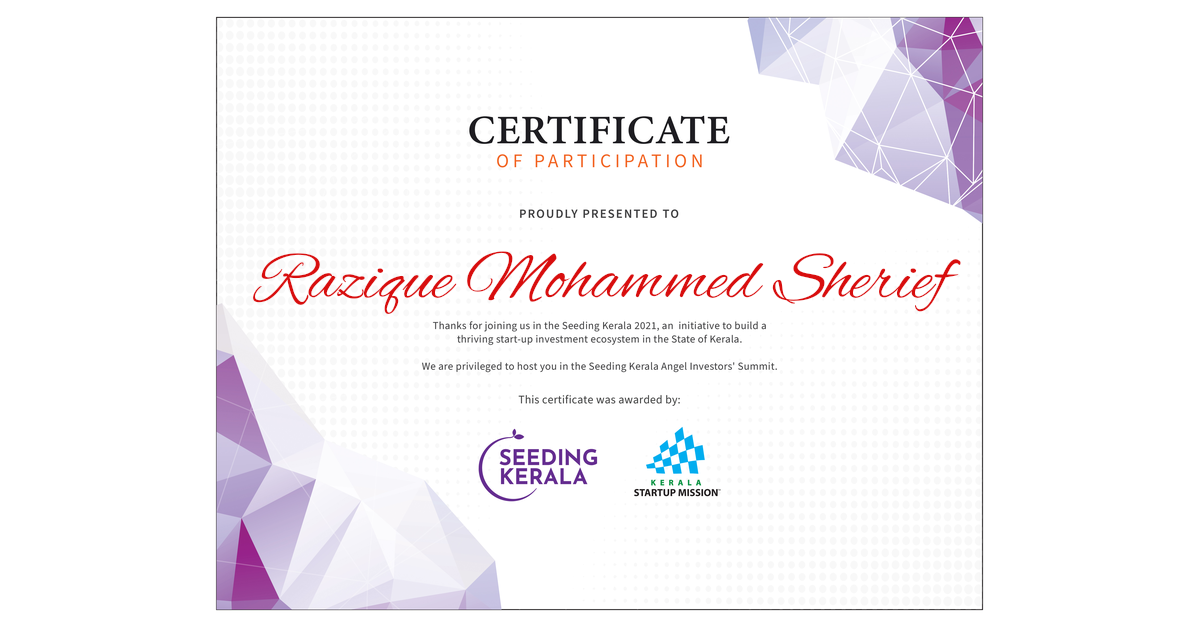 CERTIFICATE
OF PARTICIPATION
PROUDLY PRESENTED TO
Razique Mohammed Sherief
Thanks for joining us in the Seeding Kerala 2021, an initiative to build a
thriving start-up investment ecosystem in the State of Kerala.
We are privileged to host you in the Seeding Kerala Angel Investors' Summit.
This certificate was awarded by:
SEEDING
KERALA
KERALA
STARTUP MISSION